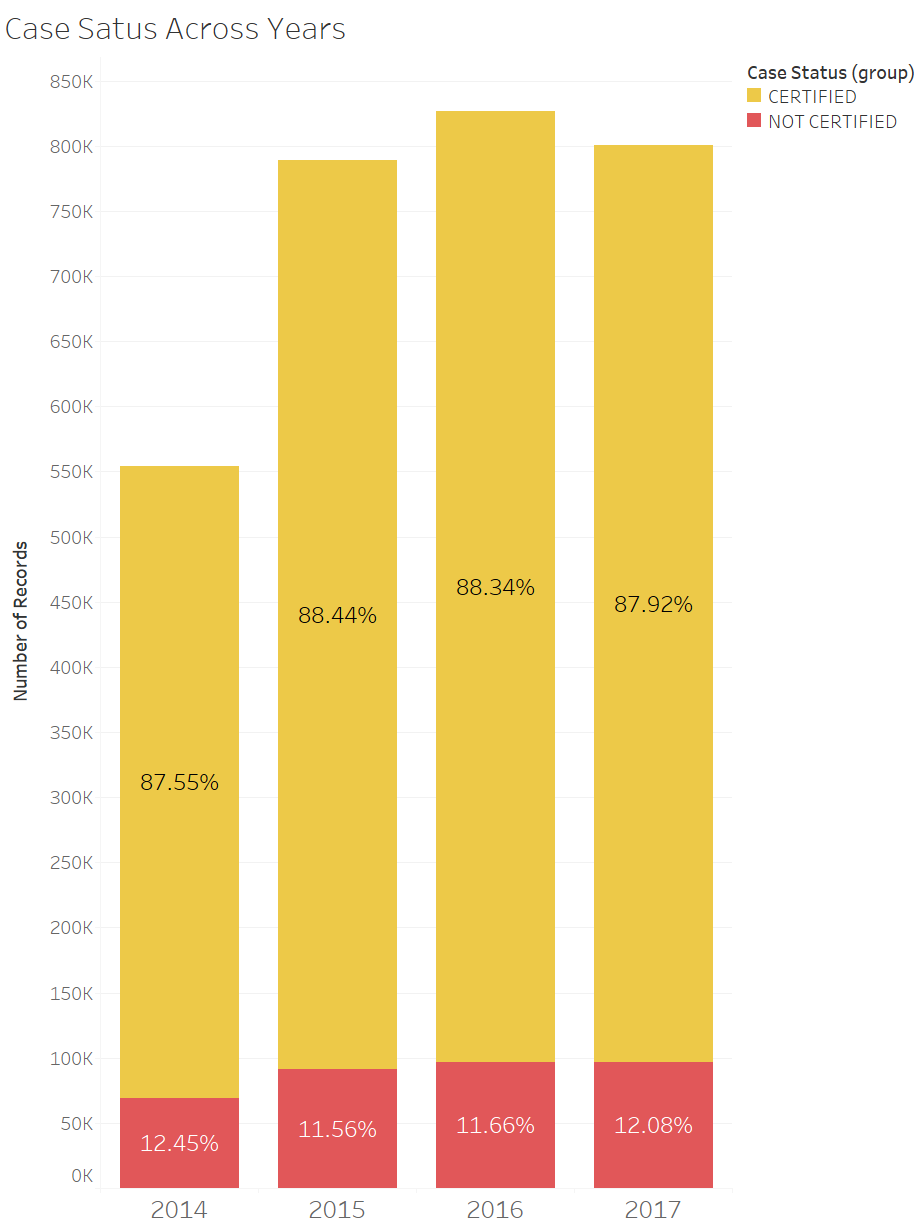 Case Satus Across Years
Case Status (group)
CERTIFIED
NOT CERTIFIED
850K
800K
750K
700K
650K
600K
550K
500K
450K
400K
350K
300K
250K
200K
150K
100K
50K
0K
Number of Records
87.55%
88.44%
88.34%
87.92%
12.45%
11.56%
11.66%
12.08%
2014
2015
2016
2017